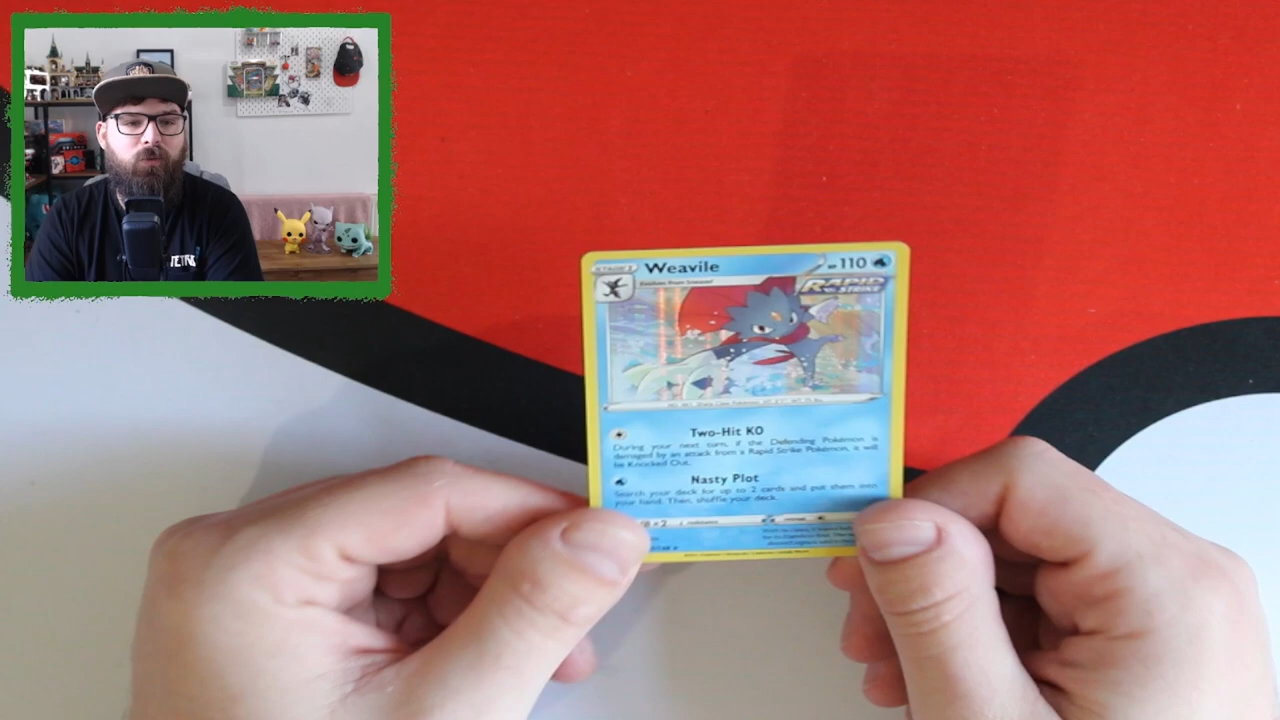 TETRIS
STAGE 1
Weavile
HP 110
Evolves from Sneasel
RAPID
STRIKE
Two-Hit KO
During your next turn, if the Defending Pokémon is
damaged by an attack from a Rapid Strike Pokémon, it will
be Knocked Out.
Nasty Plot
Search your deck for up to 2 cards and put them into
your hand. Then, shuffle your deck.